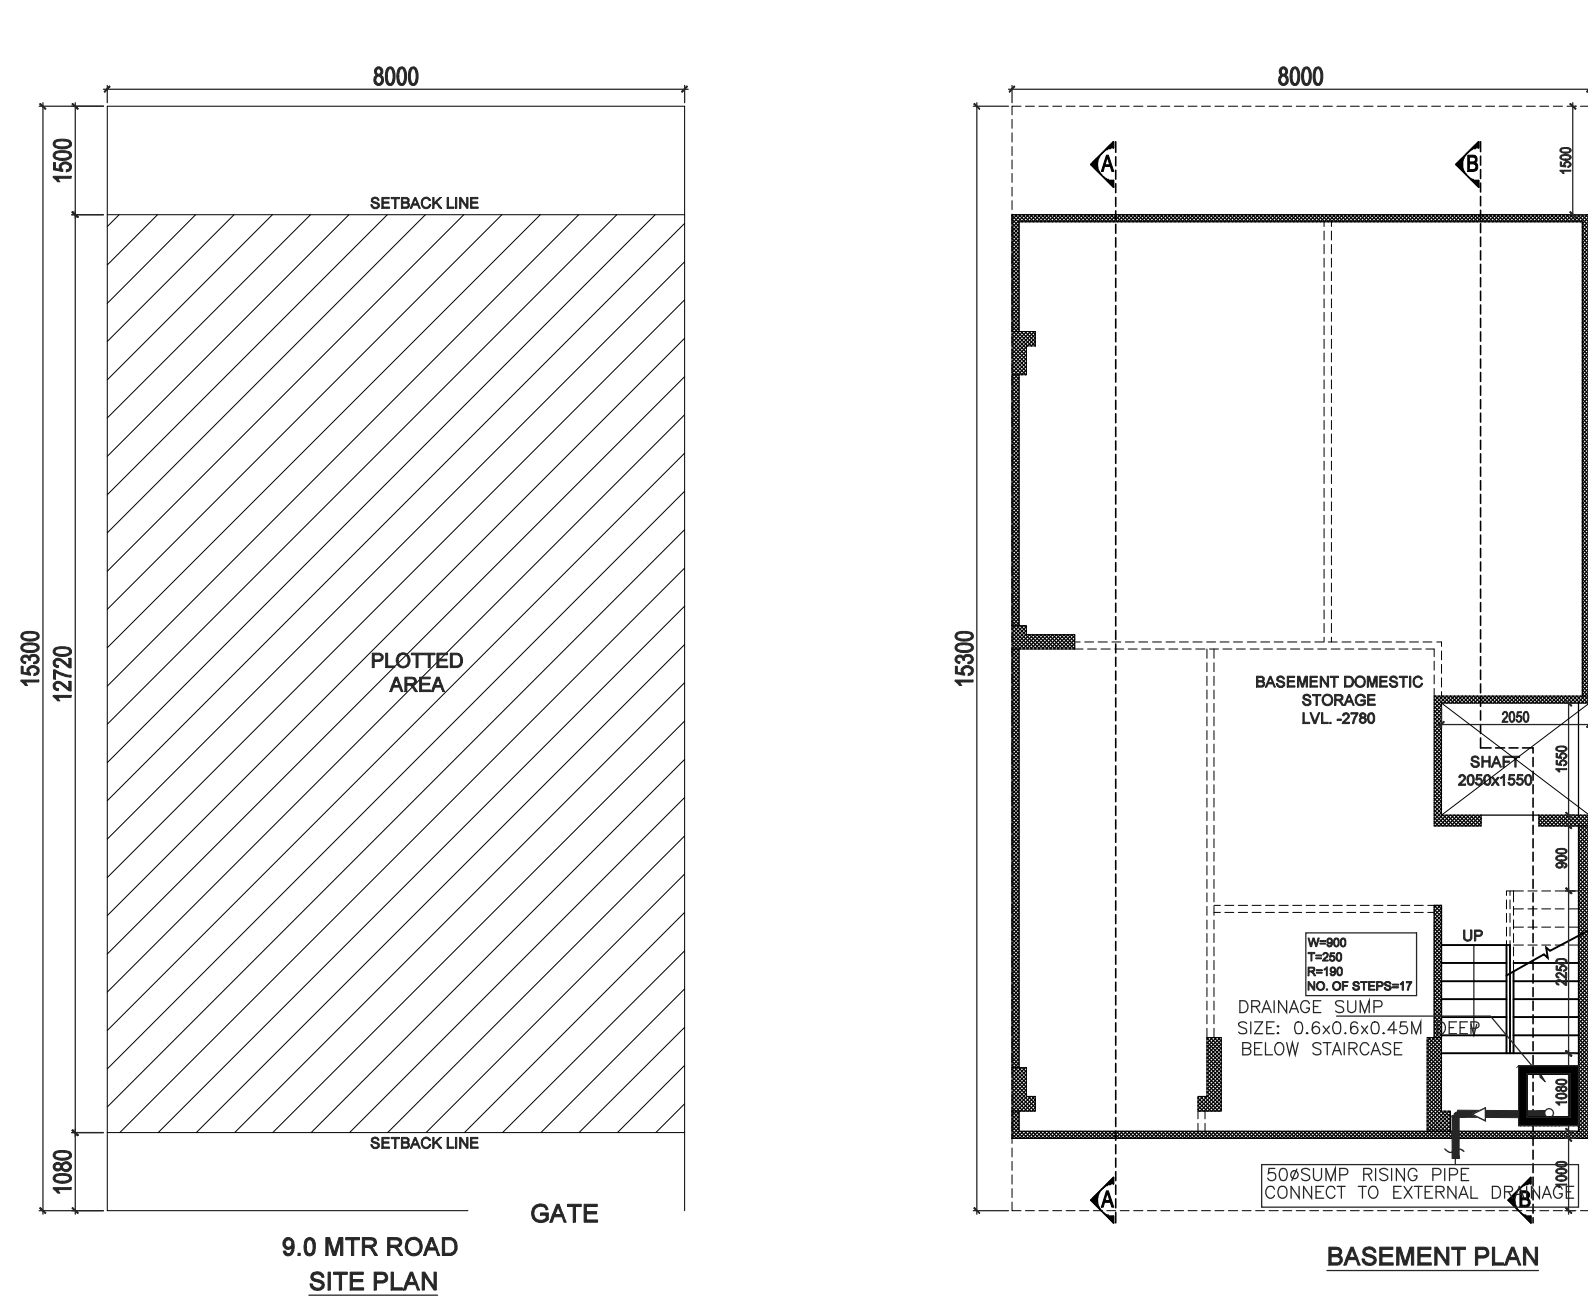 8000
1500
SETBACK LINE
15300
12720
PLOTTED
AREA
SETBACK LINE
1080
GATE
9.0 MTR ROAD
SITE PLAN
8000
A
B
1500
15300
BASEMENT DOMESTIC
STORAGE
LVL. -2780
2050
1550
SHAFT
2050x1550
900
UP
W=900
T=250
R=190
NO. OF STEPS=17
2250
DRAINAGE SUMP
SIZE: 0.6x0.6x0.45M DEEP
BELOW STAIRCASE
1080
50øSUMP RISING PIPE
CONNECT TO EXTERNAL DRAINAGE
1000
A
B
BASEMENT PLAN